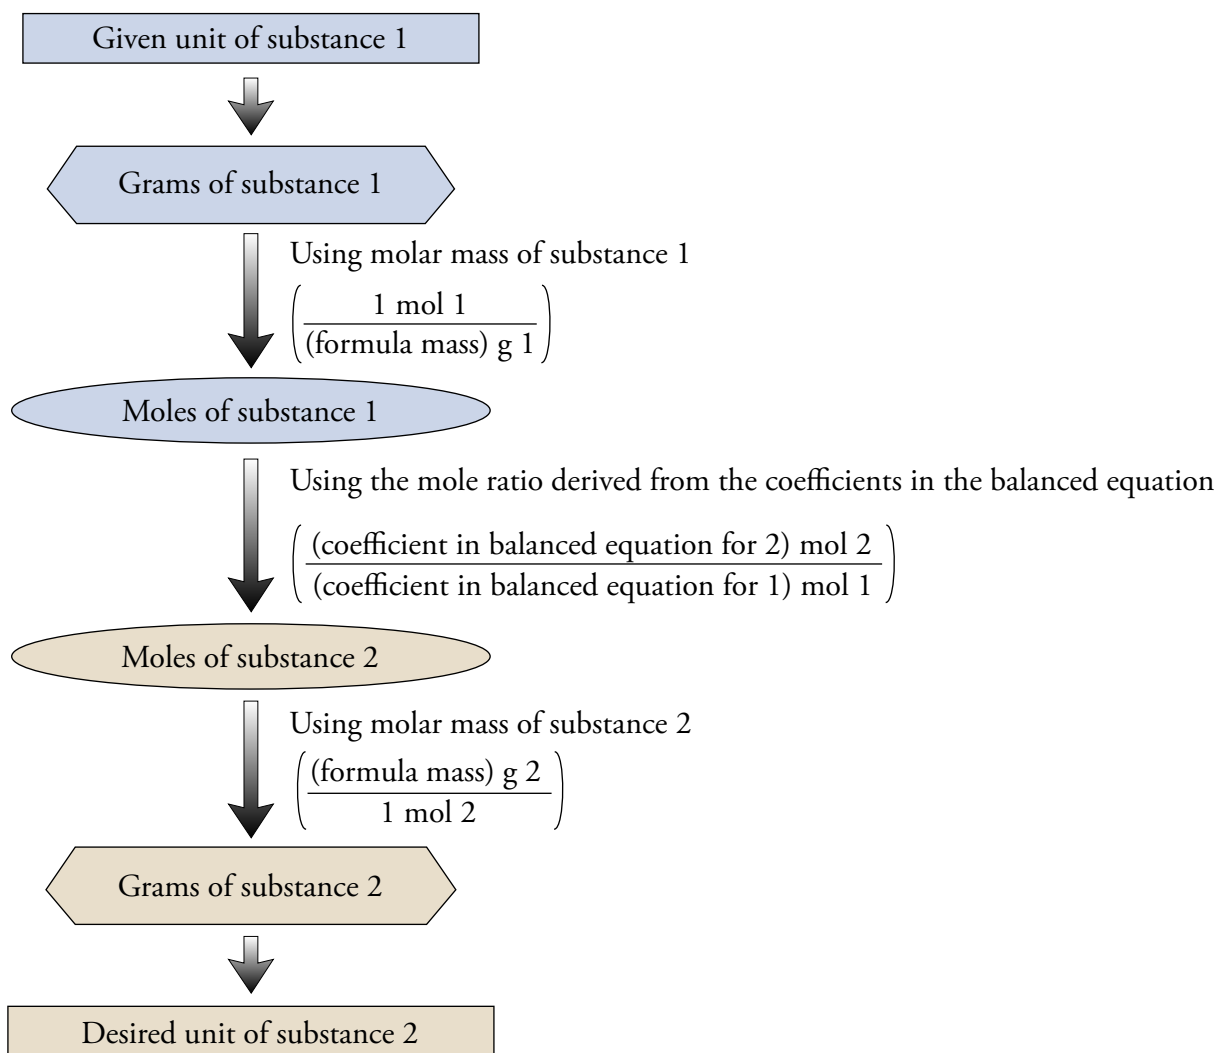 Given unit of substance 1
Grams of substance 1
Using molar mass of substance 1
1 mol 1
(formula mass) g 1
Moles of substance 1
Using the mole ratio derived from the coefficients in the balanced equation
(coefficient in balanced equation for 2) mol 2
(coefficient in balanced equation for 1) mol 1
Moles of substance 2
Using molar mass of substance 2
(formula mass) g 2
1 mol 2
Grams of substance 2
Desired unit of substance 2